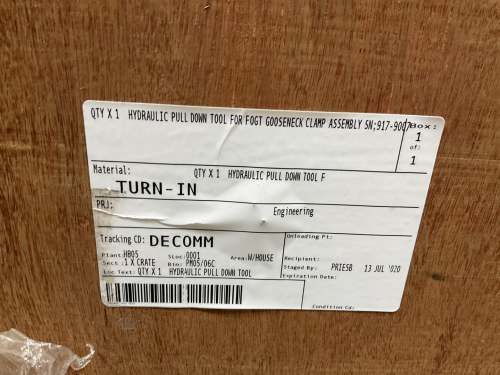 QTY X 1 HYDRAULIC PULL DOWN TOOL FOR FOGT GOOSENECK CLAMP ASSEMBLY SN;917-9007
Box:
1
of:
1
Material: QTY X 1 HYDRAULIC PULL DOWN TOOL F
TURN-IN
PRJ: Engineering
Tracking CD: DECOMM
Unloading Pt:
Plant: HB05 SLoc: 0001 Area: W/HOUSE
Recipient:
Sect: 1 X CRATE Bin: PM05/06C
Staged By: PRIESB 13 JUL '020
Loc Text: QTY X 1 HYDRAULIC PULL DOWN TOOL
Expiration Date:
Condition Cd: